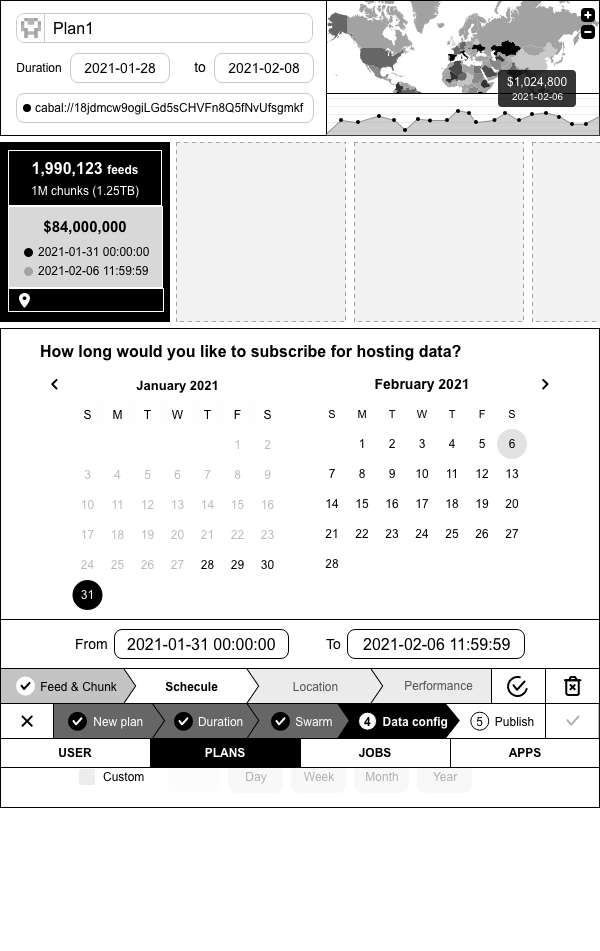 Plan1
Duration 2021-01-28 to 2021-02-08
cabal://18jdmcw9ogiLGd5sCHVFn8Q5fNvUfsgmkf
$1,024,800
2021-02-06
1,990,123 feeds
1M chunks (1.25TB)
$84,000,000
2021-01-31 00:00:00
2021-02-06 11:59:59
How long would you like to subscribe for hosting data?
January 2021
S M T W T F S
1 2
3 4 5 6 7 8 9
10 11 12 13 14 15 16
17 18 19 20 21 22 23
24 25 26 27 28 29 30
31
February 2021
S M T W T F S
1 2 3 4 5 6
7 8 9 10 11 12 13
14 15 16 17 18 19 20
21 22 23 24 25 26 27
28
From 2021-01-31 00:00:00 To 2021-02-06 11:59:59
Feed & Chunk Schecule Location Performance
New plan Duration Swarm 4 Data config 5 Publish
USER PLANS JOBS APPS
Custom Day Week Month Year